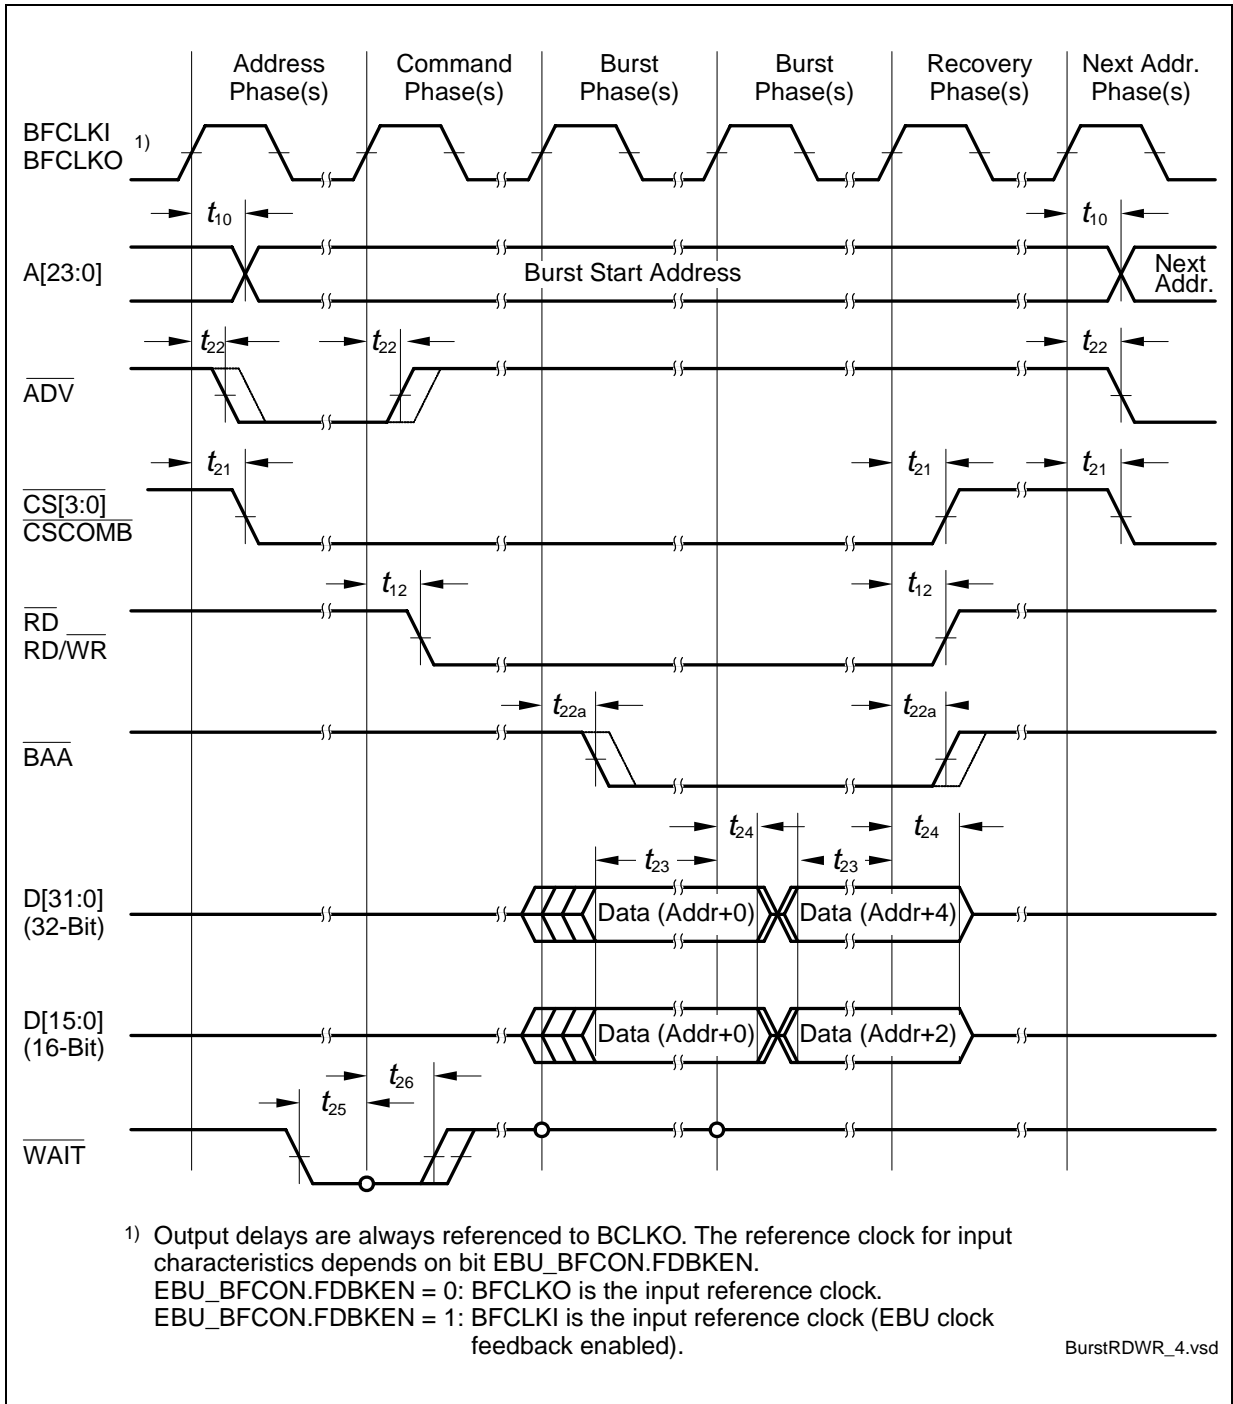 Address Phase(s)
Command Phase(s)
Burst Phase(s)
Burst Phase(s)
Recovery Phase(s)
Next Addr. Phase(s)
BFCLKI
BFCLKO 1)
t10
t10
A[23:0]
Burst Start Address
Next Addr.
t22
t22
t22
ADV
t21
t21
t21
CS[3:0]
CSCOMB
t12
t12
RD
RD/WR
t22a
t22a
BAA
t24
t24
t23
t23
D[31:0]
(32-Bit)
Data (Addr+0)
Data (Addr+4)
D[15:0]
(16-Bit)
Data (Addr+0)
Data (Addr+2)
t26
t25
WAIT
1) Output delays are always referenced to BCLKO. The reference clock for input
characteristics depends on bit EBU_BFCON.FDBKEN.
EBU_BFCON.FDBKEN = 0: BFCLKO is the input reference clock.
EBU_BFCON.FDBKEN = 1: BFCLKI is the input reference clock (EBU clock
feedback enabled).
BurstRDWR_4.vsd